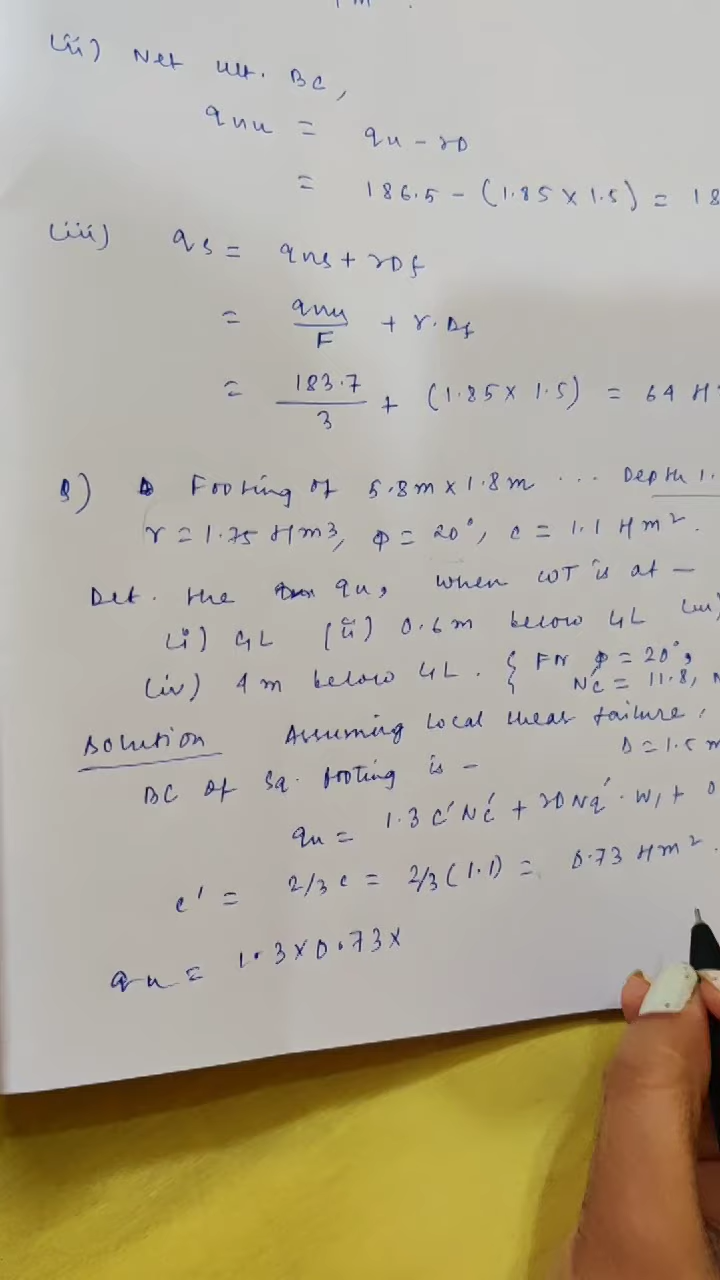 (ii) Net ult. BC,
qnu = qu - γD
= 186.5 - (1.85 × 1.5) = 18
(iii) qs = qns + γDf
= qnu/F + γ.Df
= 183.7/3 + (1.85 × 1.5) = 64 t/
8) Footing of 5.8m × 1.8m ... Depth 1.
γ = 1.75 t/m3, φ = 20°, c = 1.1 t/m².
Det. the qu, when WT is at -
(i) GL (ii) 0.6m below GL (iii)
(iv) 4 m below GL. { For φ = 20°,
Nc' = 11.8, N
Solution Assuming local shear failure,
D = 1.5 m
BC of sq. footing is -
qu = 1.3 c' Nc' + γD Nq' . W1 + 0
c' = 2/3 c = 2/3 (1.1) = 0.73 t/m².
qu = 1.3 × 0.73 ×